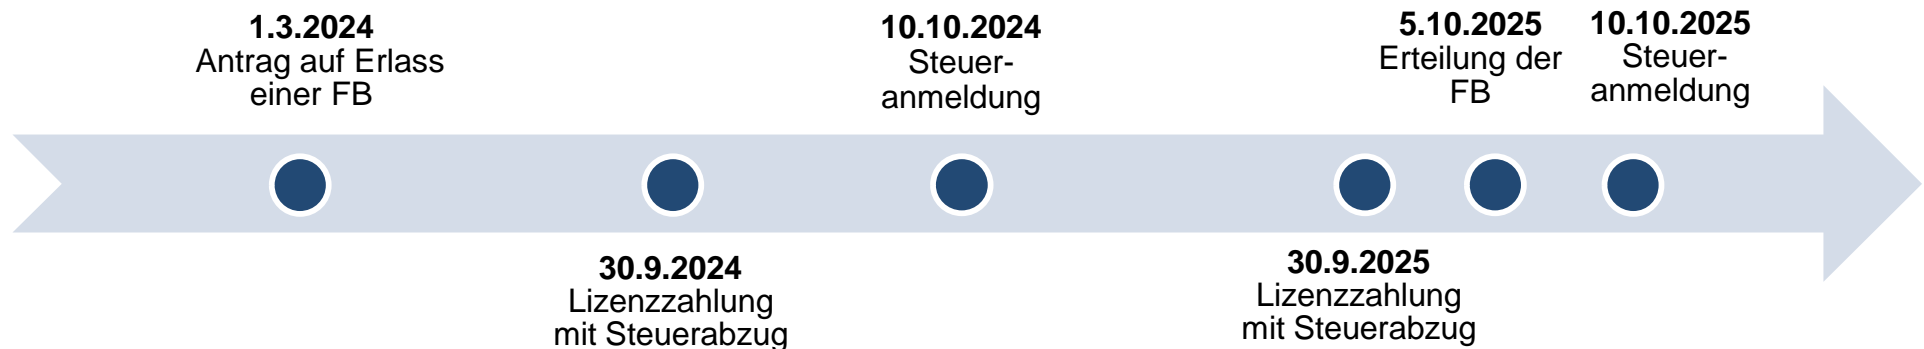 1.3.2024
Antrag auf Erlass
einer FB
10.10.2024
Steuer-
anmeldung
5.10.2025
Erteilung der
FB
10.10.2025
Steuer-
anmeldung
30.9.2024
Lizenzzahlung
mit Steuerabzug
30.9.2025
Lizenzzahlung
mit Steuerabzug